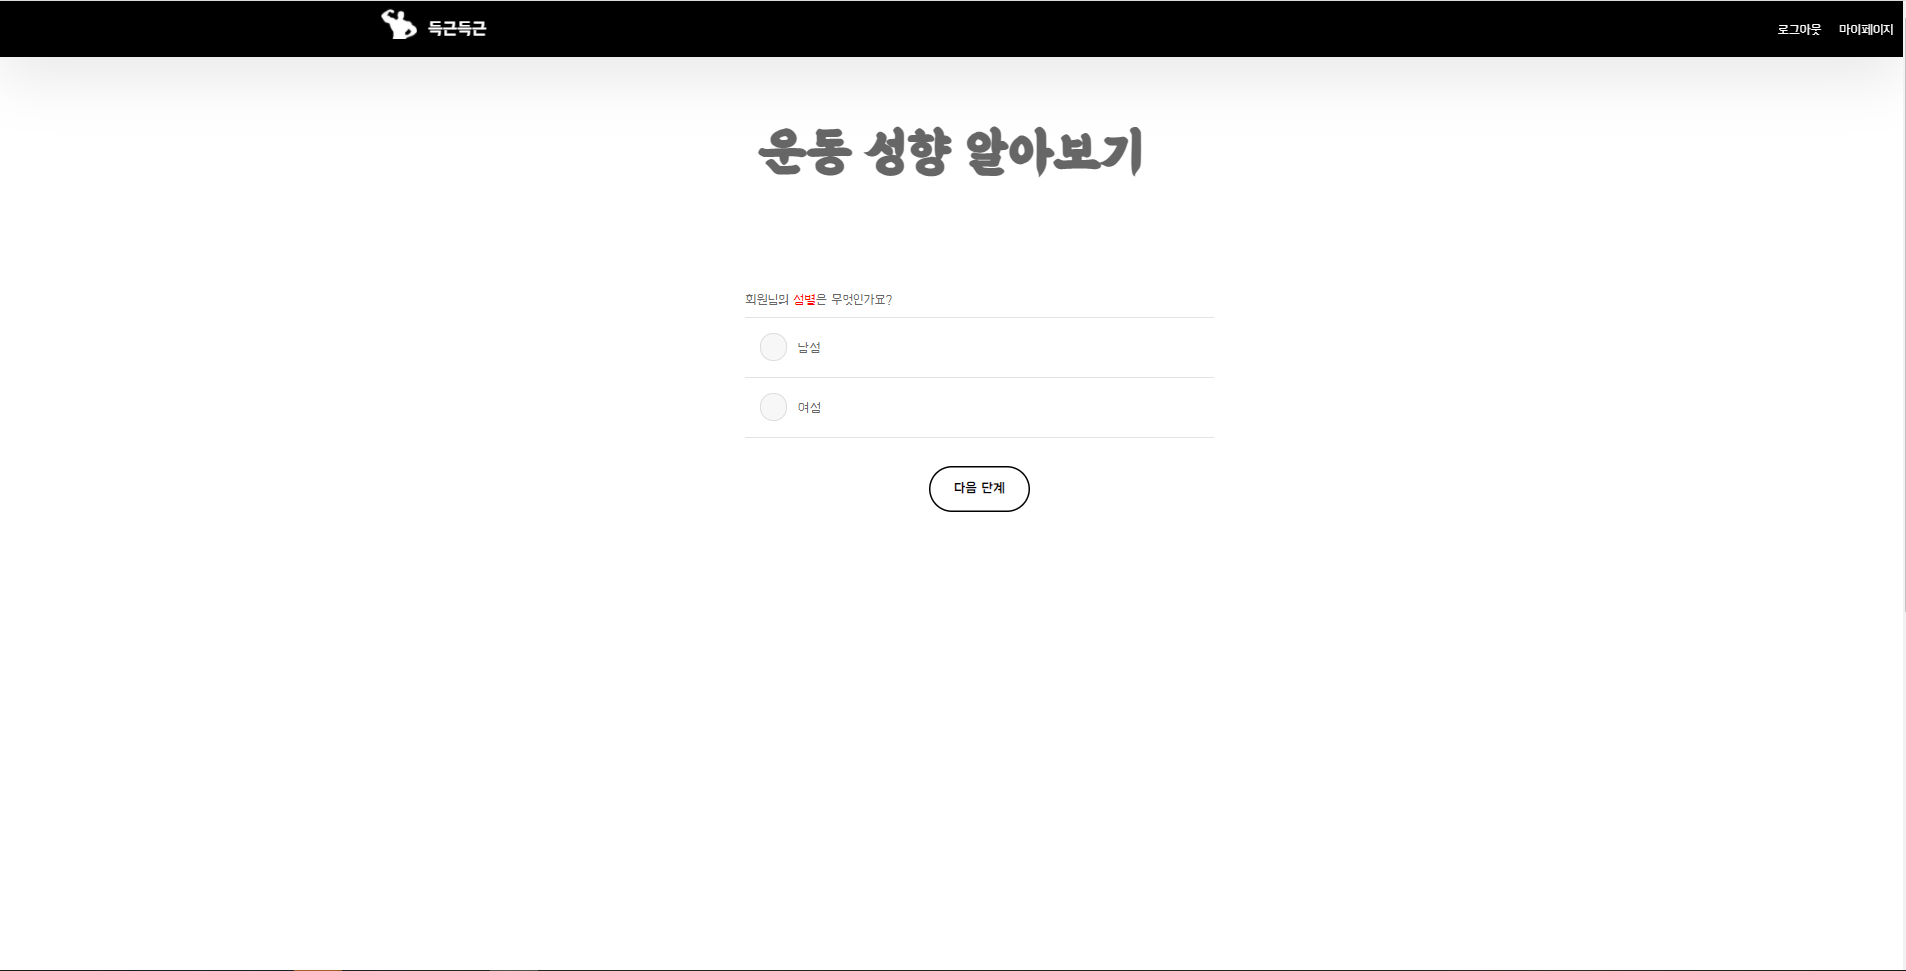 득근득근
로그아웃 마이페이지
운동 성향 알아보기
회원님의 성별은 무엇인가요?
남성
여성
다음 단계